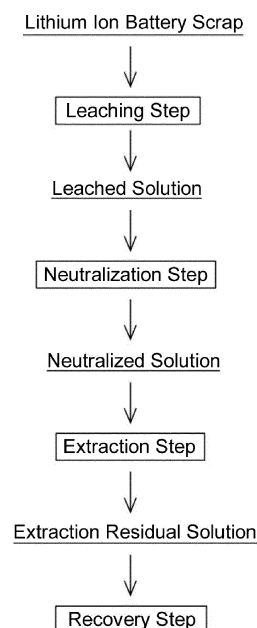 Lithium Ion Battery Scrap
Leaching Step
Leached Solution
Neutralization Step
Neutralized Solution
Extraction Step
Extraction Residual Solution
Recovery Step